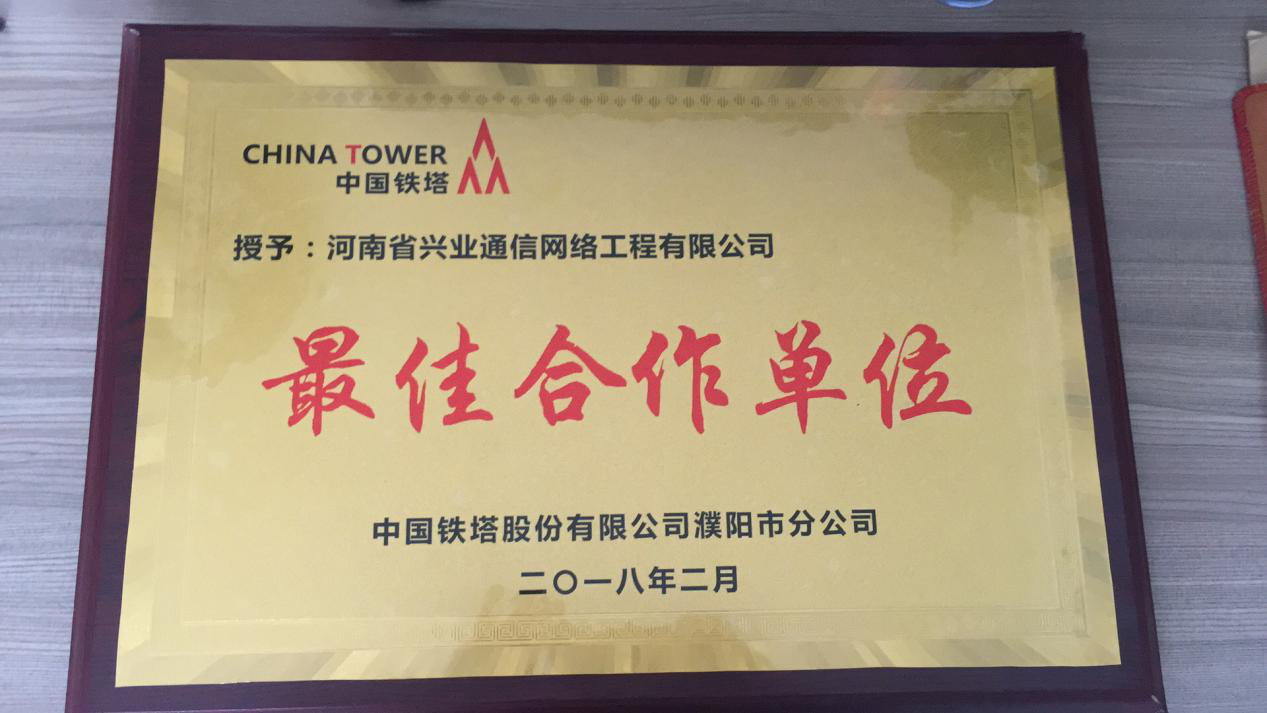 CHINA TOWER
中国铁塔
授予：河南省兴业通信网络工程有限公司
最佳合作单位
中国铁塔股份有限公司濮阳市分公司
二〇一八年二月